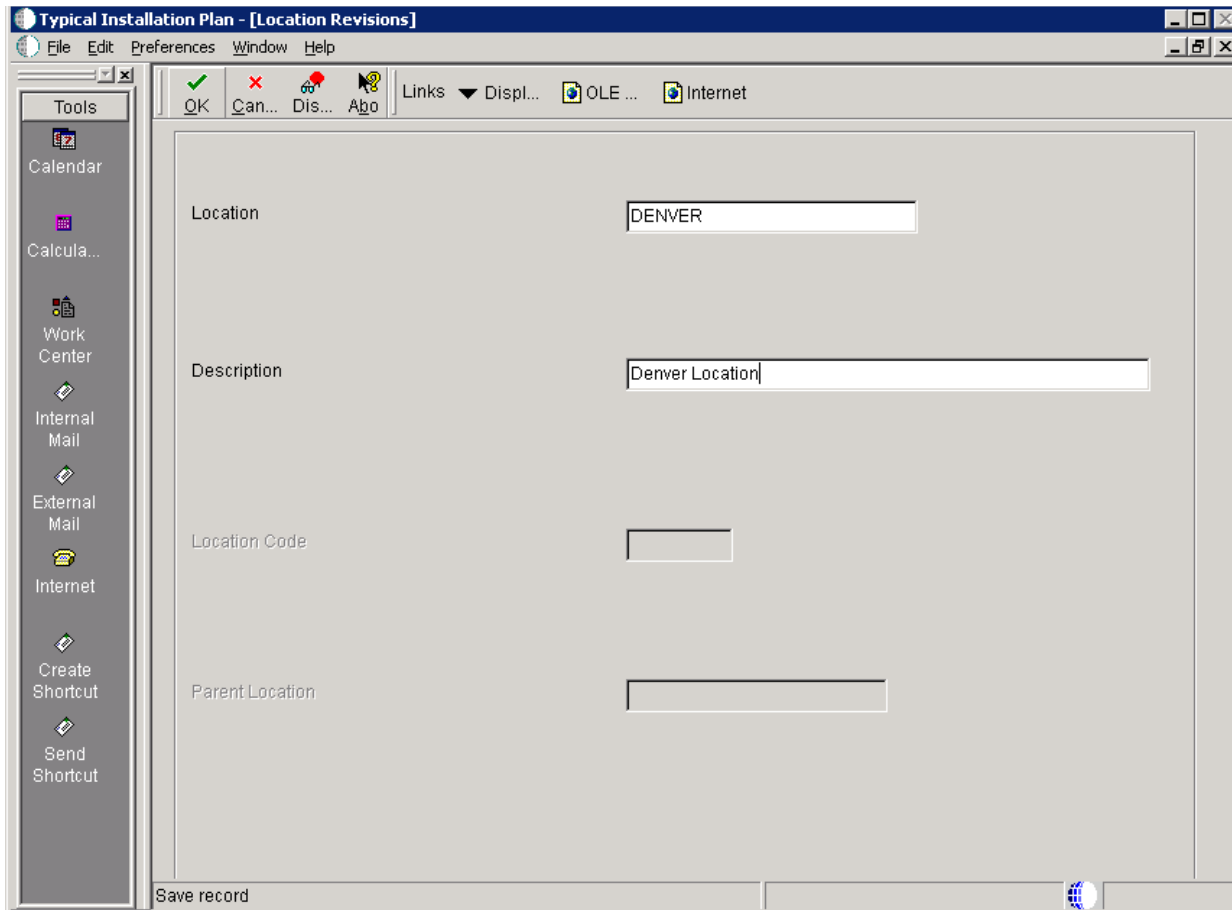 Typical Installation Plan - [Location Revisions]
File Edit Preferences Window Help
Tools
Calendar
Calcula...
Work
Center
Internal
Mail
External
Mail
Internet
Create
Shortcut
Send
Shortcut
OK Can... Dis... Abo Links Displ... OLE ... Internet
Location DENVER
Description Denver Location
Location Code
Parent Location
Save record